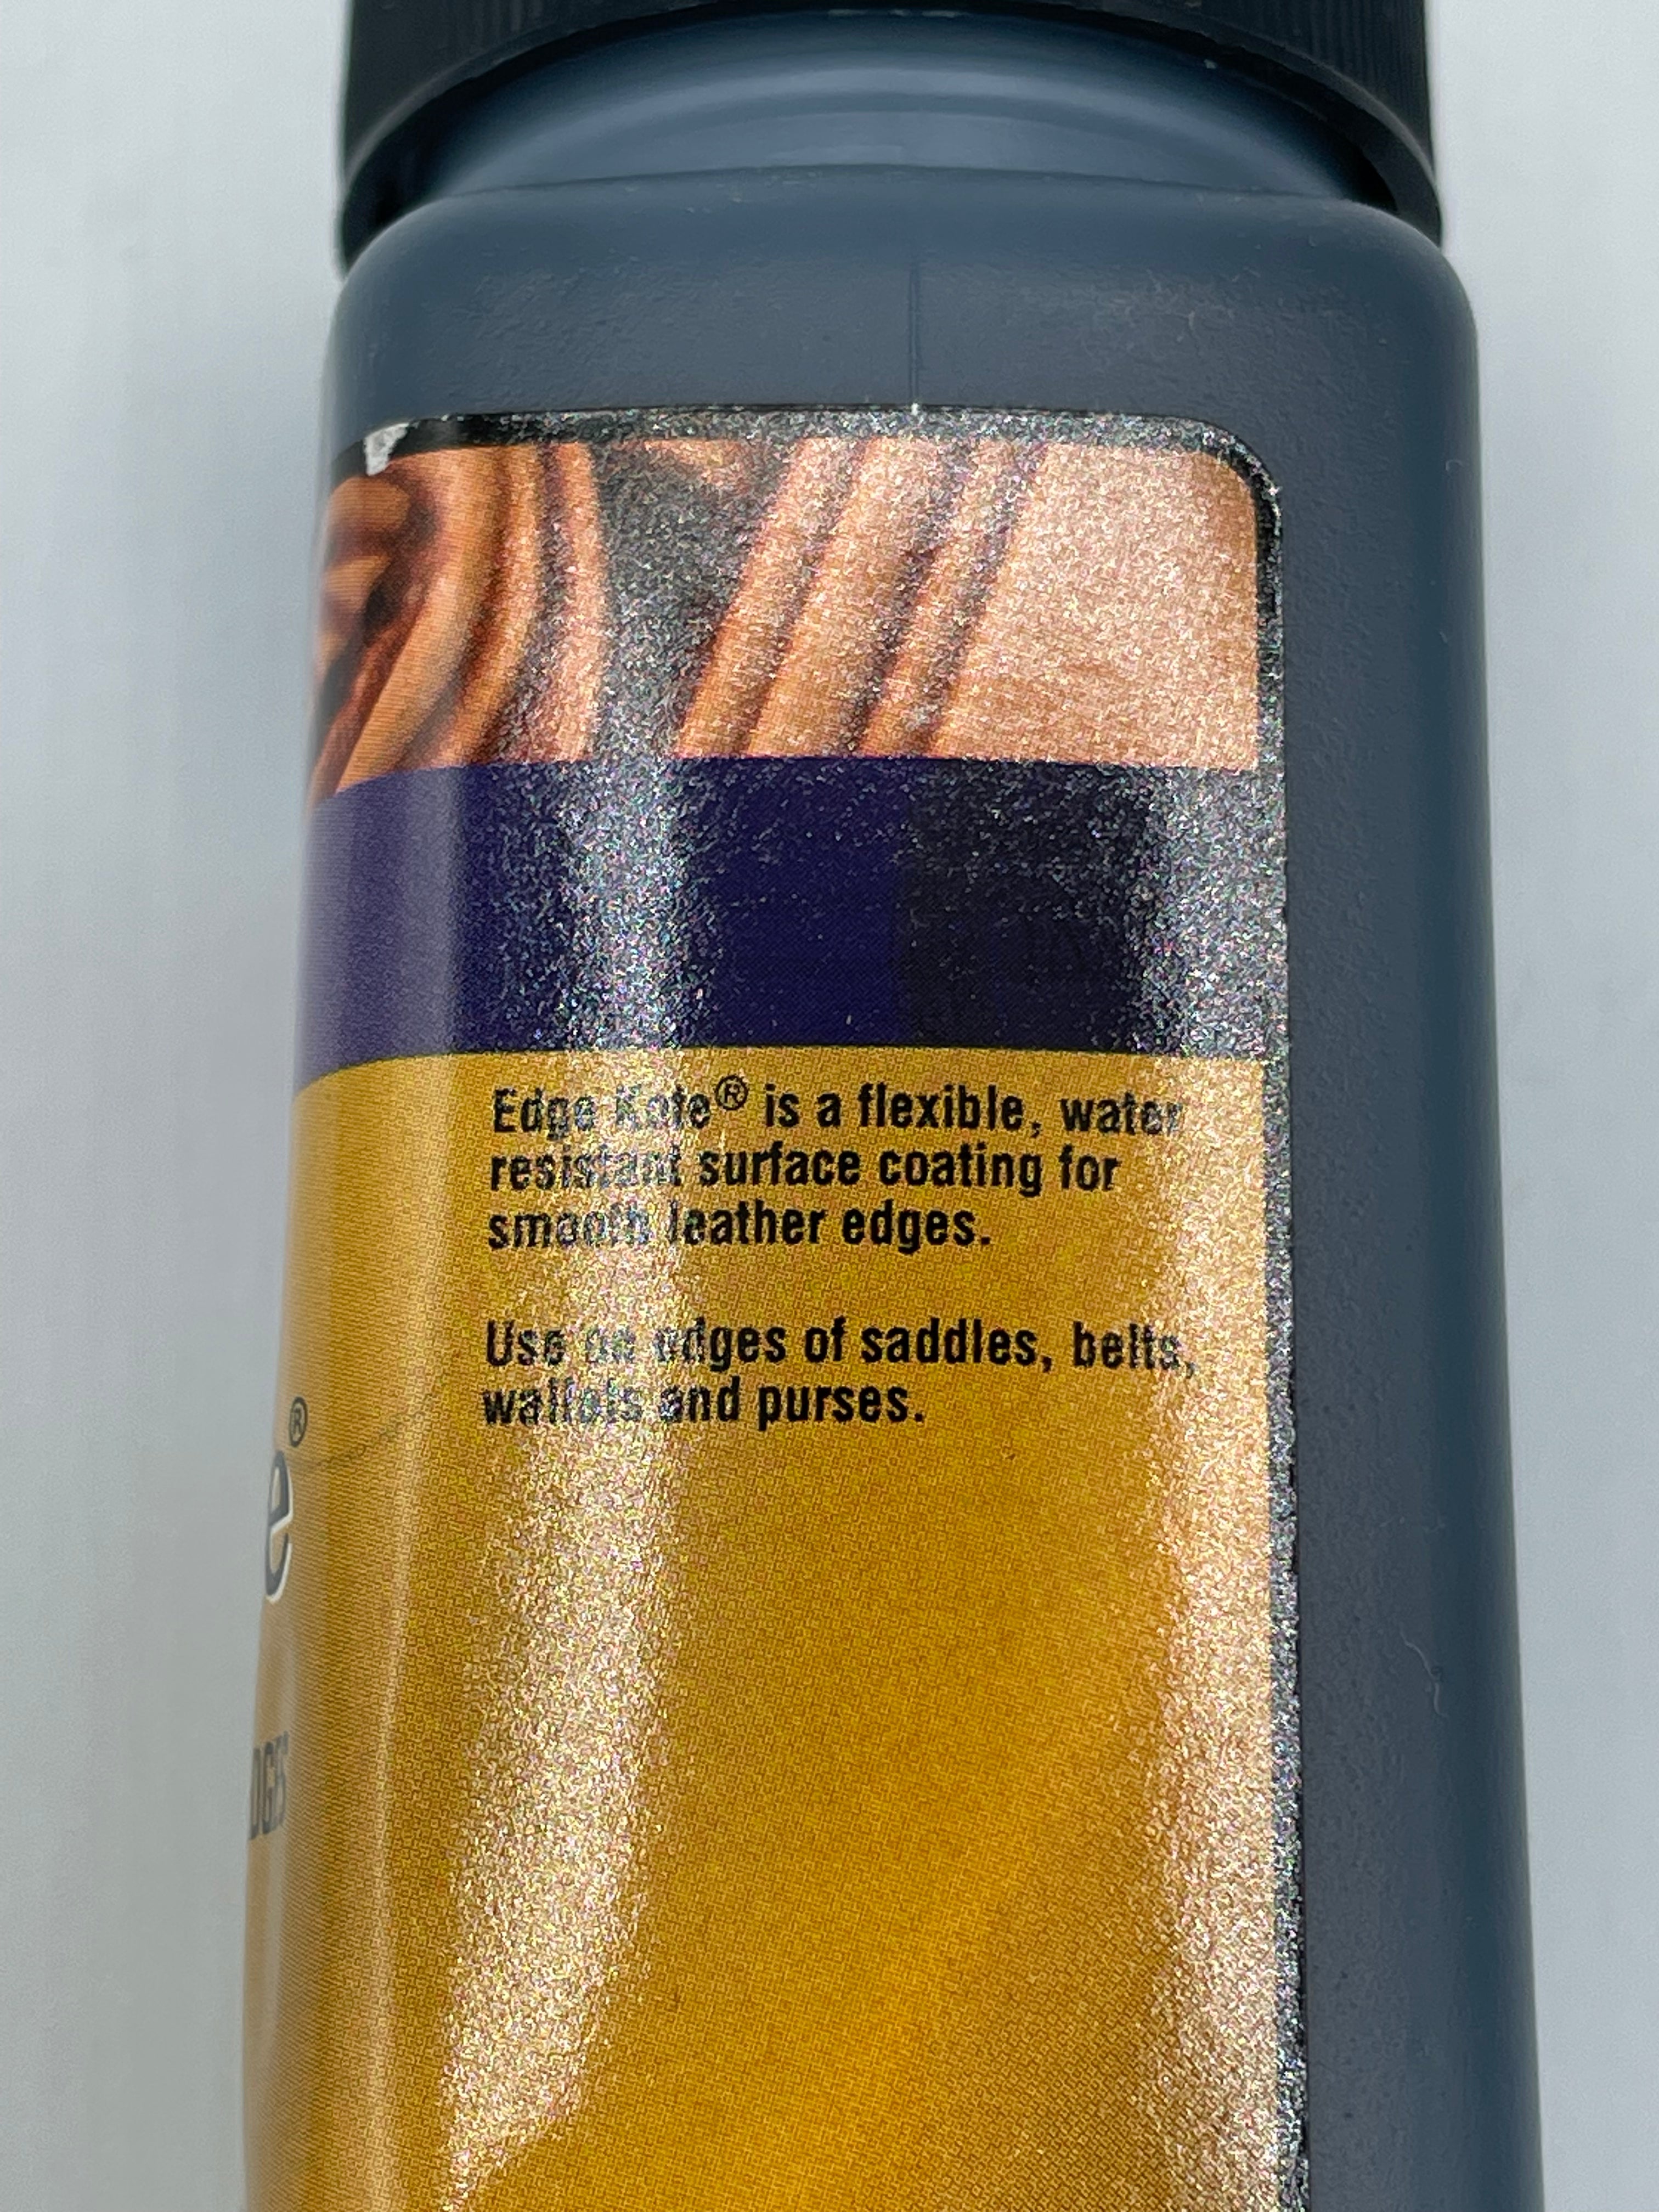 Edge Kote® is a flexible, water
resistant surface coating for
smooth leather edges.
Use on edges of saddles, belts,
wallets and purses.
e®
DGES